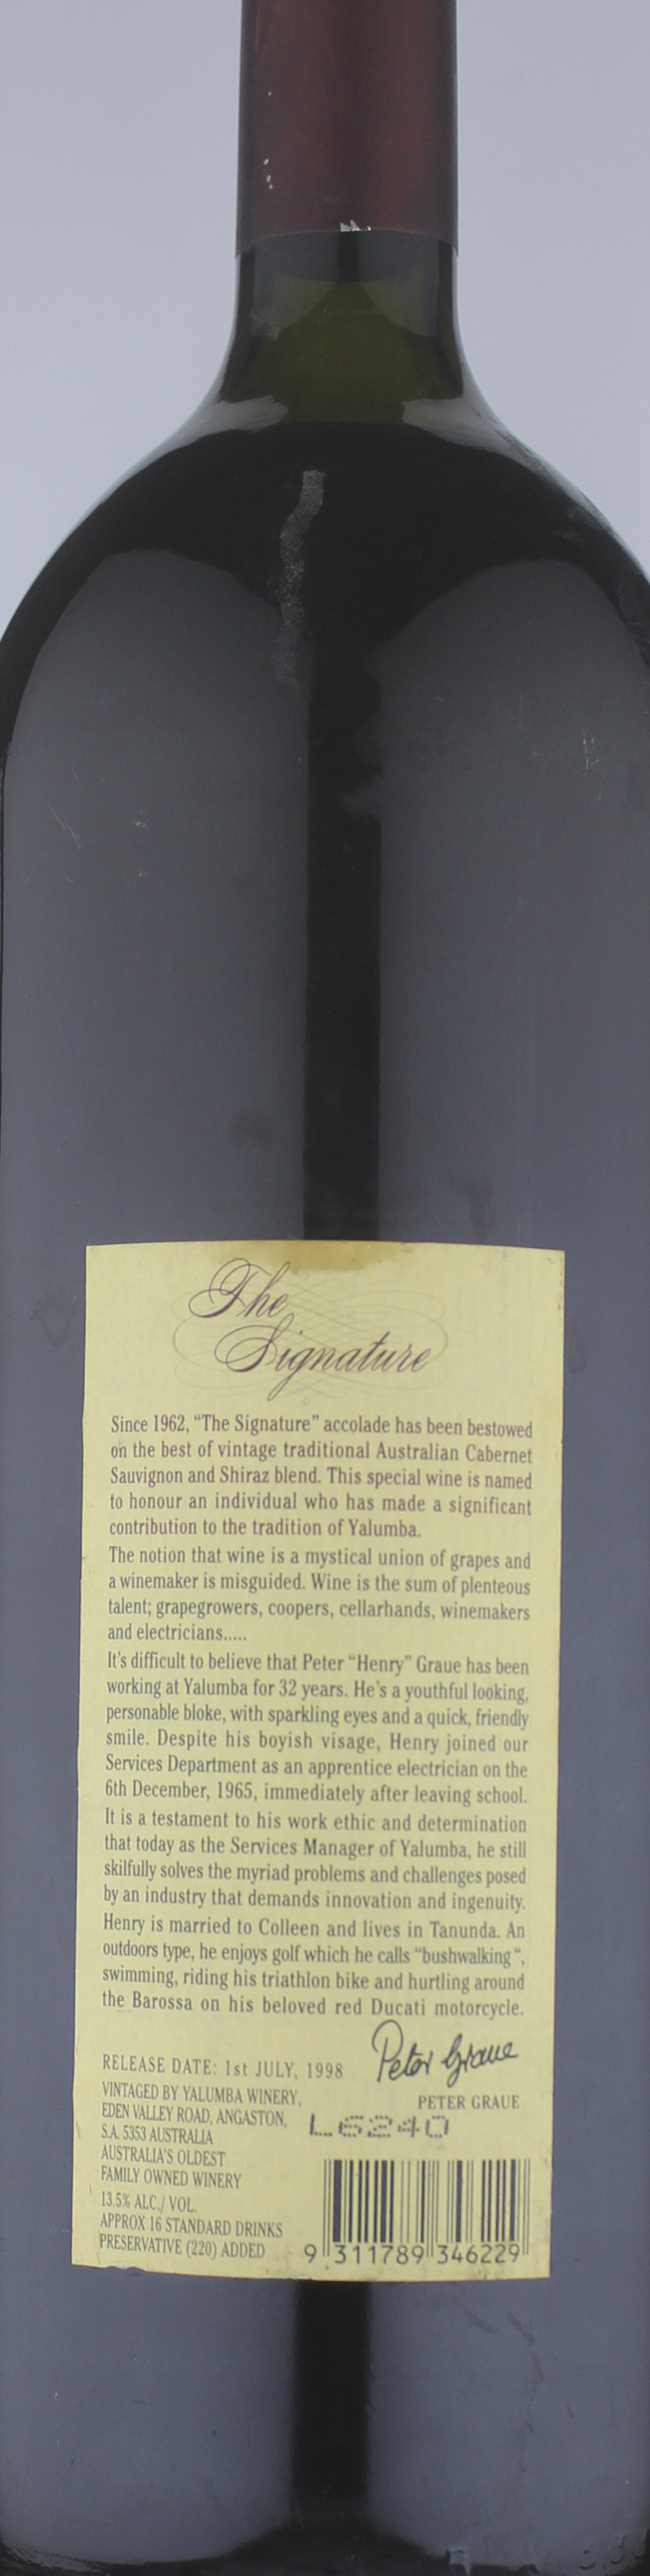 The
Signature
Since 1962, “The Signature” accolade has been bestowed
on the best of vintage traditional Australian Cabernet
Sauvignon and Shiraz blend. This special wine is named
to honour an individual who has made a significant
contribution to the tradition of Yalumba.
The notion that wine is a mystical union of grapes and
a winemaker is misguided. Wine is the sum of plenteous
talent; grapegrowers, coopers, cellarhands, winemakers
and electricians.....
It's difficult to believe that Peter “Henry” Graue has been
working at Yalumba for 32 years. He's a youthful looking,
personable bloke, with sparkling eyes and a quick, friendly
smile. Despite his boyish visage, Henry joined our
Services Department as an apprentice electrician on the
6th December, 1965, immediately after leaving school.
It is a testament to his work ethic and determination
that today as the Services Manager of Yalumba, he still
skilfully solves the myriad problems and challenges posed
by an industry that demands innovation and ingenuity.
Henry is married to Colleen and lives in Tanunda. An
outdoors type, he enjoys golf which he calls “bushwalking“,
swimming, riding his triathlon bike and hurtling around
the Barossa on his beloved red Ducati motorcycle.
Peter Graue
RELEASE DATE: 1st JULY, 1998
PETER GRAUE
VINTAGED BY YALUMBA WINERY,
EDEN VALLEY ROAD, ANGASTON,
S.A. 5353 AUSTRALIA
AUSTRALIA'S OLDEST
FAMILY OWNED WINERY
13.5% ALC./ VOL.
APPROX 16 STANDARD DRINKS
PRESERVATIVE (220) ADDED
L6240
9 311789 346229